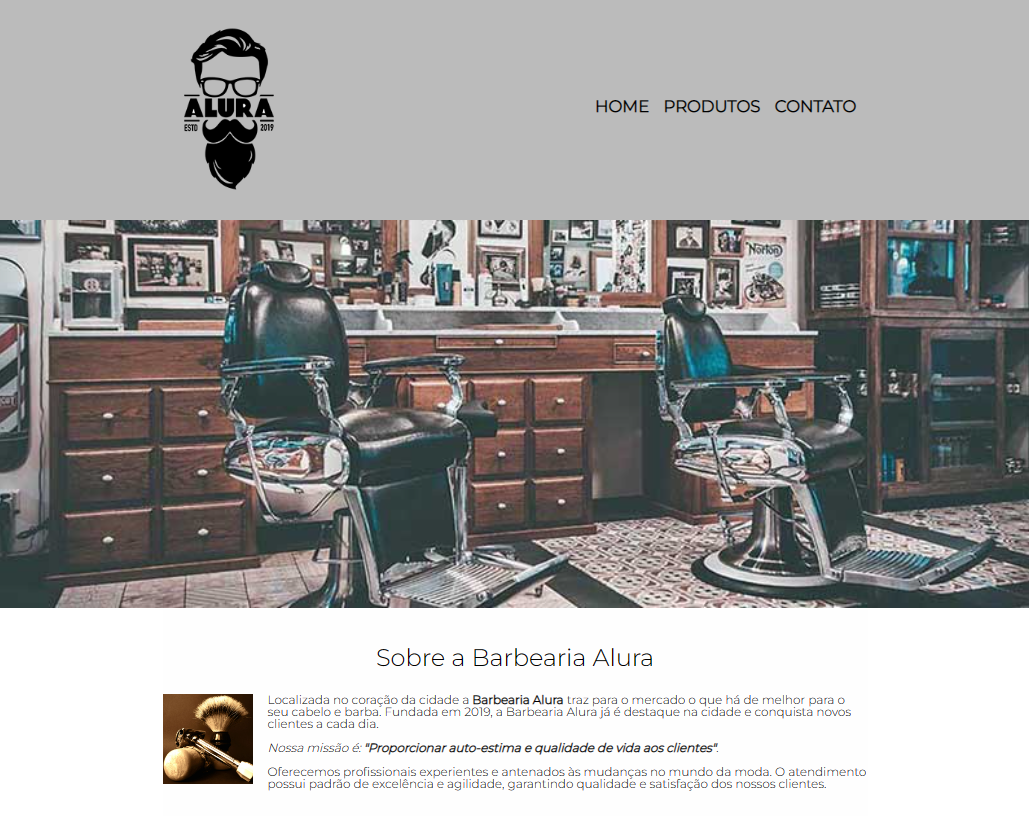 ALURA
ESTD 2019
HOME PRODUTOS CONTATO
Norton
Sobre a Barbearia Alura
Localizada no coração da cidade a Barbearia Alura traz para o mercado o que há de melhor para o
seu cabelo e barba. Fundada em 2019, a Barbearia Alura já é destaque na cidade e conquista novos
clientes a cada dia.
Nossa missão é: "Proporcionar auto-estima e qualidade de vida aos clientes".
Oferecemos profissionais experientes e antenados às mudanças no mundo da moda. O atendimento
possui padrão de excelência e agilidade, garantindo qualidade e satisfação dos nossos clientes.